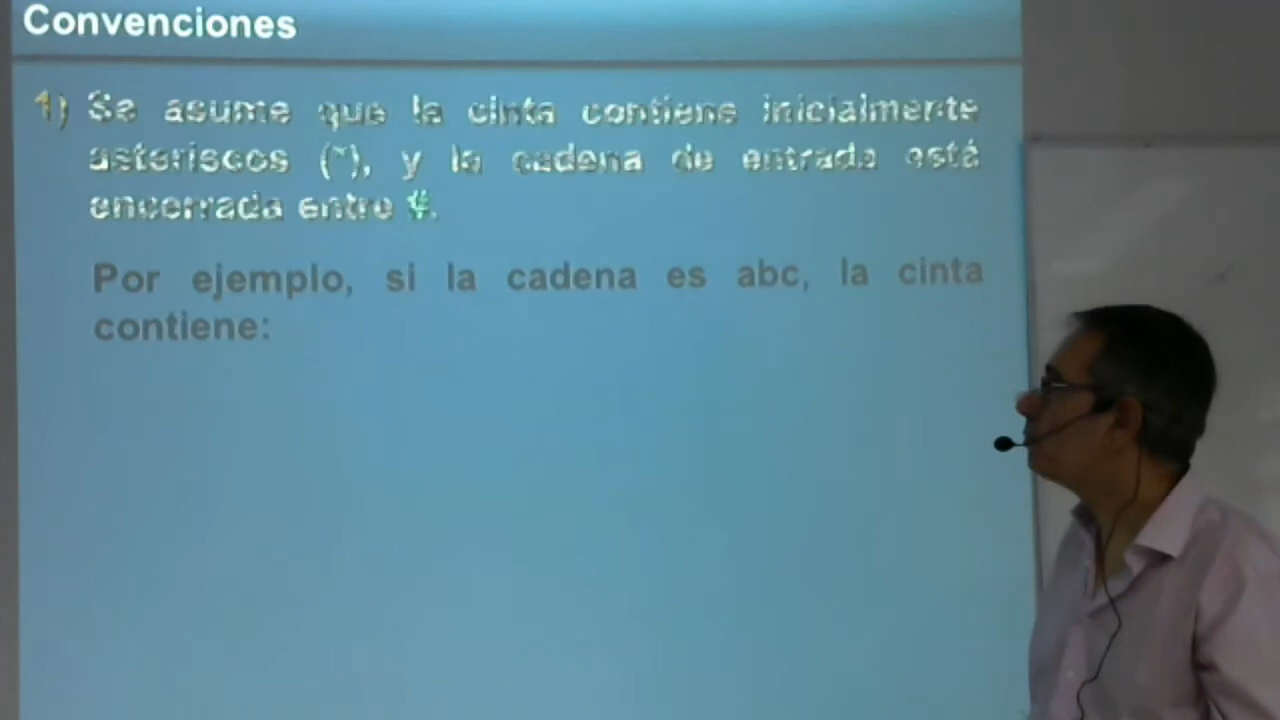 Convenciones
1) Se asume que la cinta contiene inicialmente
asteriscos (*), y la cadena de entrada está
encerrada entre #.
Por ejemplo, si la cadena es abc, la cinta
contiene: